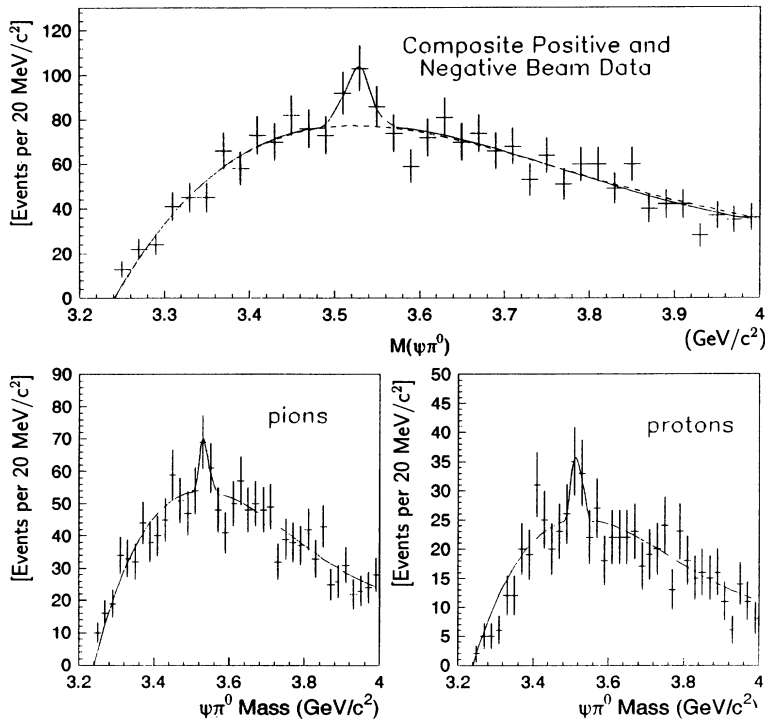 [Events per 20 MeV/c²]
120
100
80
60
40
20
0
Composite Positive and
Negative Beam Data
3.2 3.3 3.4 3.5 3.6 3.7 3.8 3.9 4
M(ψπ⁰)
(GeV/c²)
[Events per 20 MeV/c²]
90
80
70
60
50
40
30
20
10
0
pions
3.2 3.4 3.6 3.8 4
ψπ⁰ Mass (GeV/c²)
[Events per 20 MeV/c²]
50
45
40
35
30
25
20
15
10
5
0
protons
3.2 3.4 3.6 3.8 4
ψπ⁰ Mass (GeV/c²)